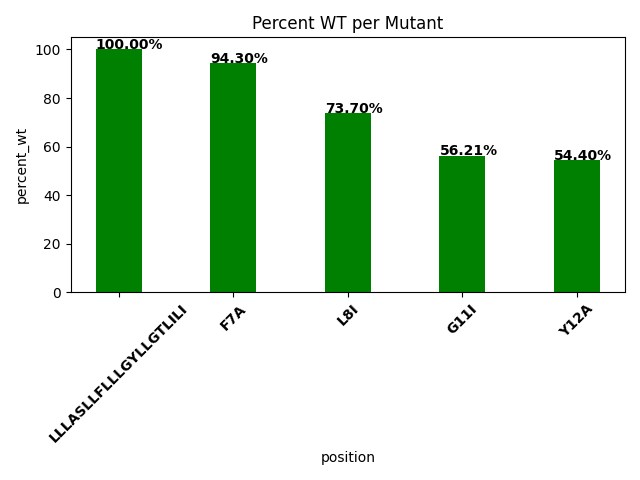 Percent WT per Mutant
percent_wt
100
80
60
40
20
0
100.00%
94.30%
73.70%
56.21%
54.40%
LLLASLLFLLLGYLLGTLILI
F7A
L8I
G11I
Y12A
position